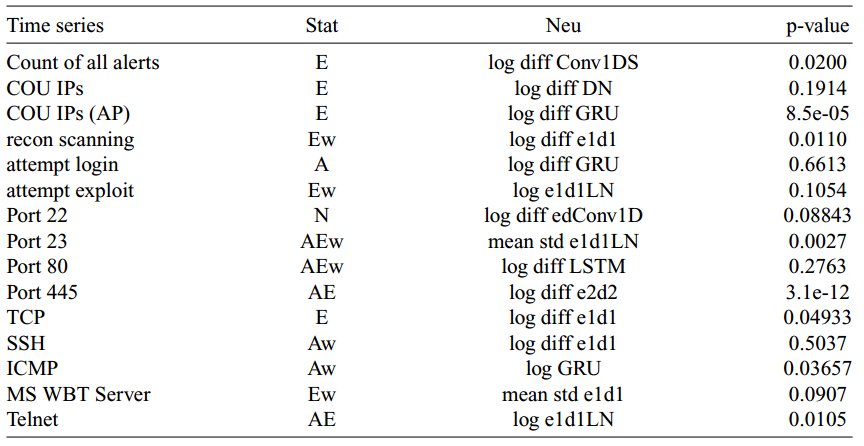 Time series Stat Neu p-value
Count of all alerts E log diff Conv1DS 0.0200
COU IPs E log diff DN 0.1914
COU IPs (AP) E log diff GRU 8.5e-05
recon scanning Ew log diff e1d1 0.0110
attempt login A log diff GRU 0.6613
attempt exploit Ew log e1d1LN 0.1054
Port 22 N log diff edConv1D 0.08843
Port 23 AEw mean std e1d1LN 0.0027
Port 80 AEw log diff LSTM 0.2763
Port 445 AE log diff e2d2 3.1e-12
TCP E log diff e1d1 0.04933
SSH Aw log diff e1d1 0.5037
ICMP Aw log GRU 0.03657
MS WBT Server Ew mean std e1d1 0.0907
Telnet AE log e1d1LN 0.0105